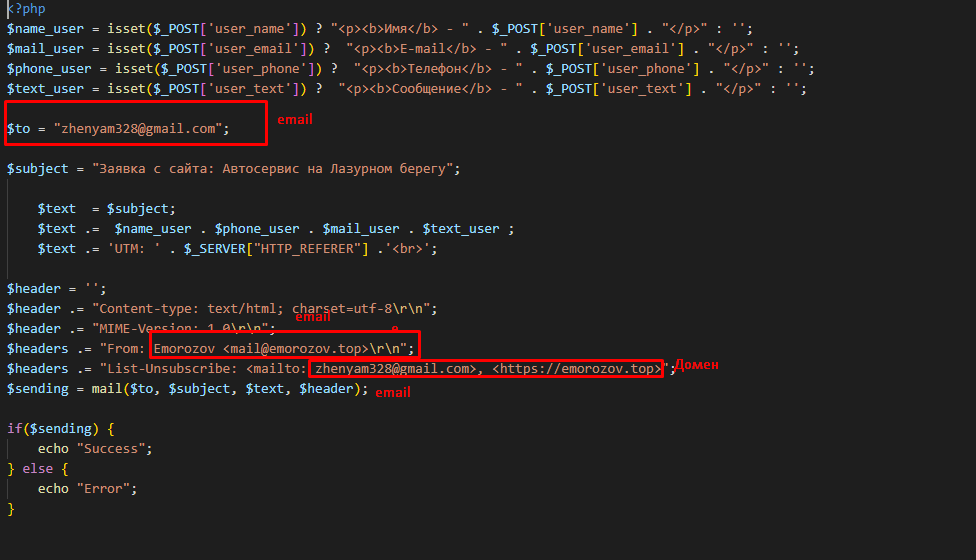 <?php
$name_user = isset($_POST['user_name']) ? "<p><b>Имя</b> - " . $_POST['user_name'] . "</p>" : '';
$mail_user = isset($_POST['user_email']) ?  "<p><b>E-mail</b> - " . $_POST['user_email'] . "</p>" : '';
$phone_user = isset($_POST['user_phone']) ?  "<p><b>Телефон</b> - " . $_POST['user_phone'] . "</p>" : '';
$text_user = isset($_POST['user_text']) ?  "<p><b>Сообщение</b> - " . $_POST['user_text'] . "</p>" : '';
$to = "zhenyam328@gmail.com"; email
$subject = "Заявка с сайта: Автосервис на Лазурном берегу";
$text  = $subject;
$text .=  $name_user . $phone_user . $mail_user . $text_user ;
$text .= 'UTM: ' . $_SERVER["HTTP_REFERER"] .'<br>';
$header = '';
$header .= "Content-type: text/html; charset=utf-8\r\n";
email
$header .= "MIME-Version: 1.0\r\n";
$headers .= "From: Emorozov <mail@emorozov.top>\r\n";
$headers .= "List-Unsubscribe: <mailto: zhenyam328@gmail.com>, <https://emorozov.top>"; Домен
$sending = mail($to, $subject, $text, $header); email
if($sending) {
echo "Success";
} else {
echo "Error";
}